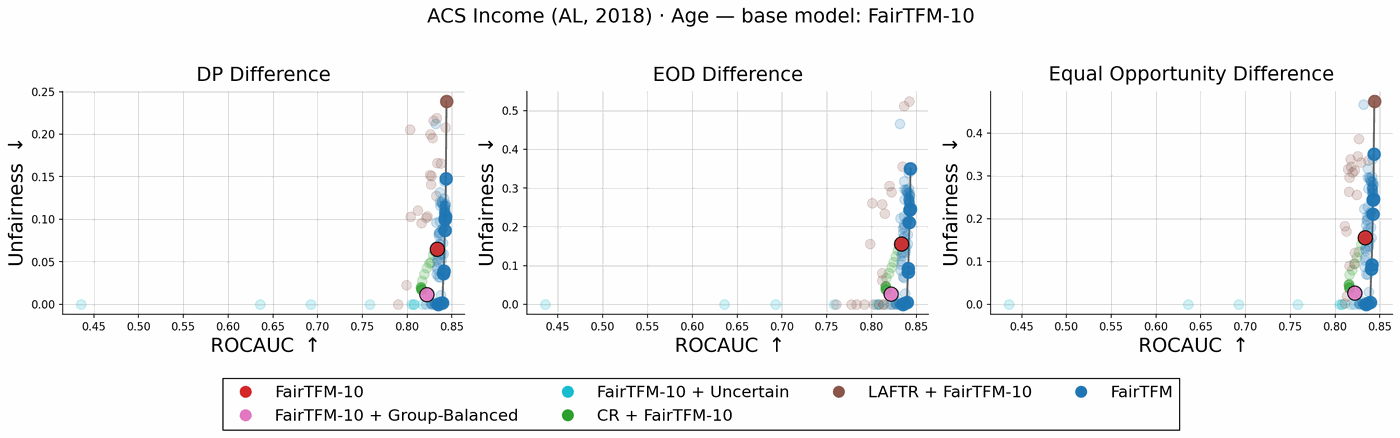 ACS Income (AL, 2018) · Age — base model: FairTFM-10
DP Difference
EOD Difference
Equal Opportunity Difference
Unfairness ↓
0.25
0.20
0.15
0.10
0.05
0.00
0.45 0.50 0.55 0.60 0.65 0.70 0.75 0.80 0.85
ROCAUC ↑
Unfairness ↓
0.5
0.4
0.3
0.2
0.1
0.0
0.45 0.50 0.55 0.60 0.65 0.70 0.75 0.80 0.85
ROCAUC ↑
Unfairness ↓
0.4
0.3
0.2
0.1
0.0
0.45 0.50 0.55 0.60 0.65 0.70 0.75 0.80 0.85
ROCAUC ↑
FairTFM-10 FairTFM-10 + Uncertain LAFTR + FairTFM-10 FairTFM
FairTFM-10 + Group-Balanced CR + FairTFM-10